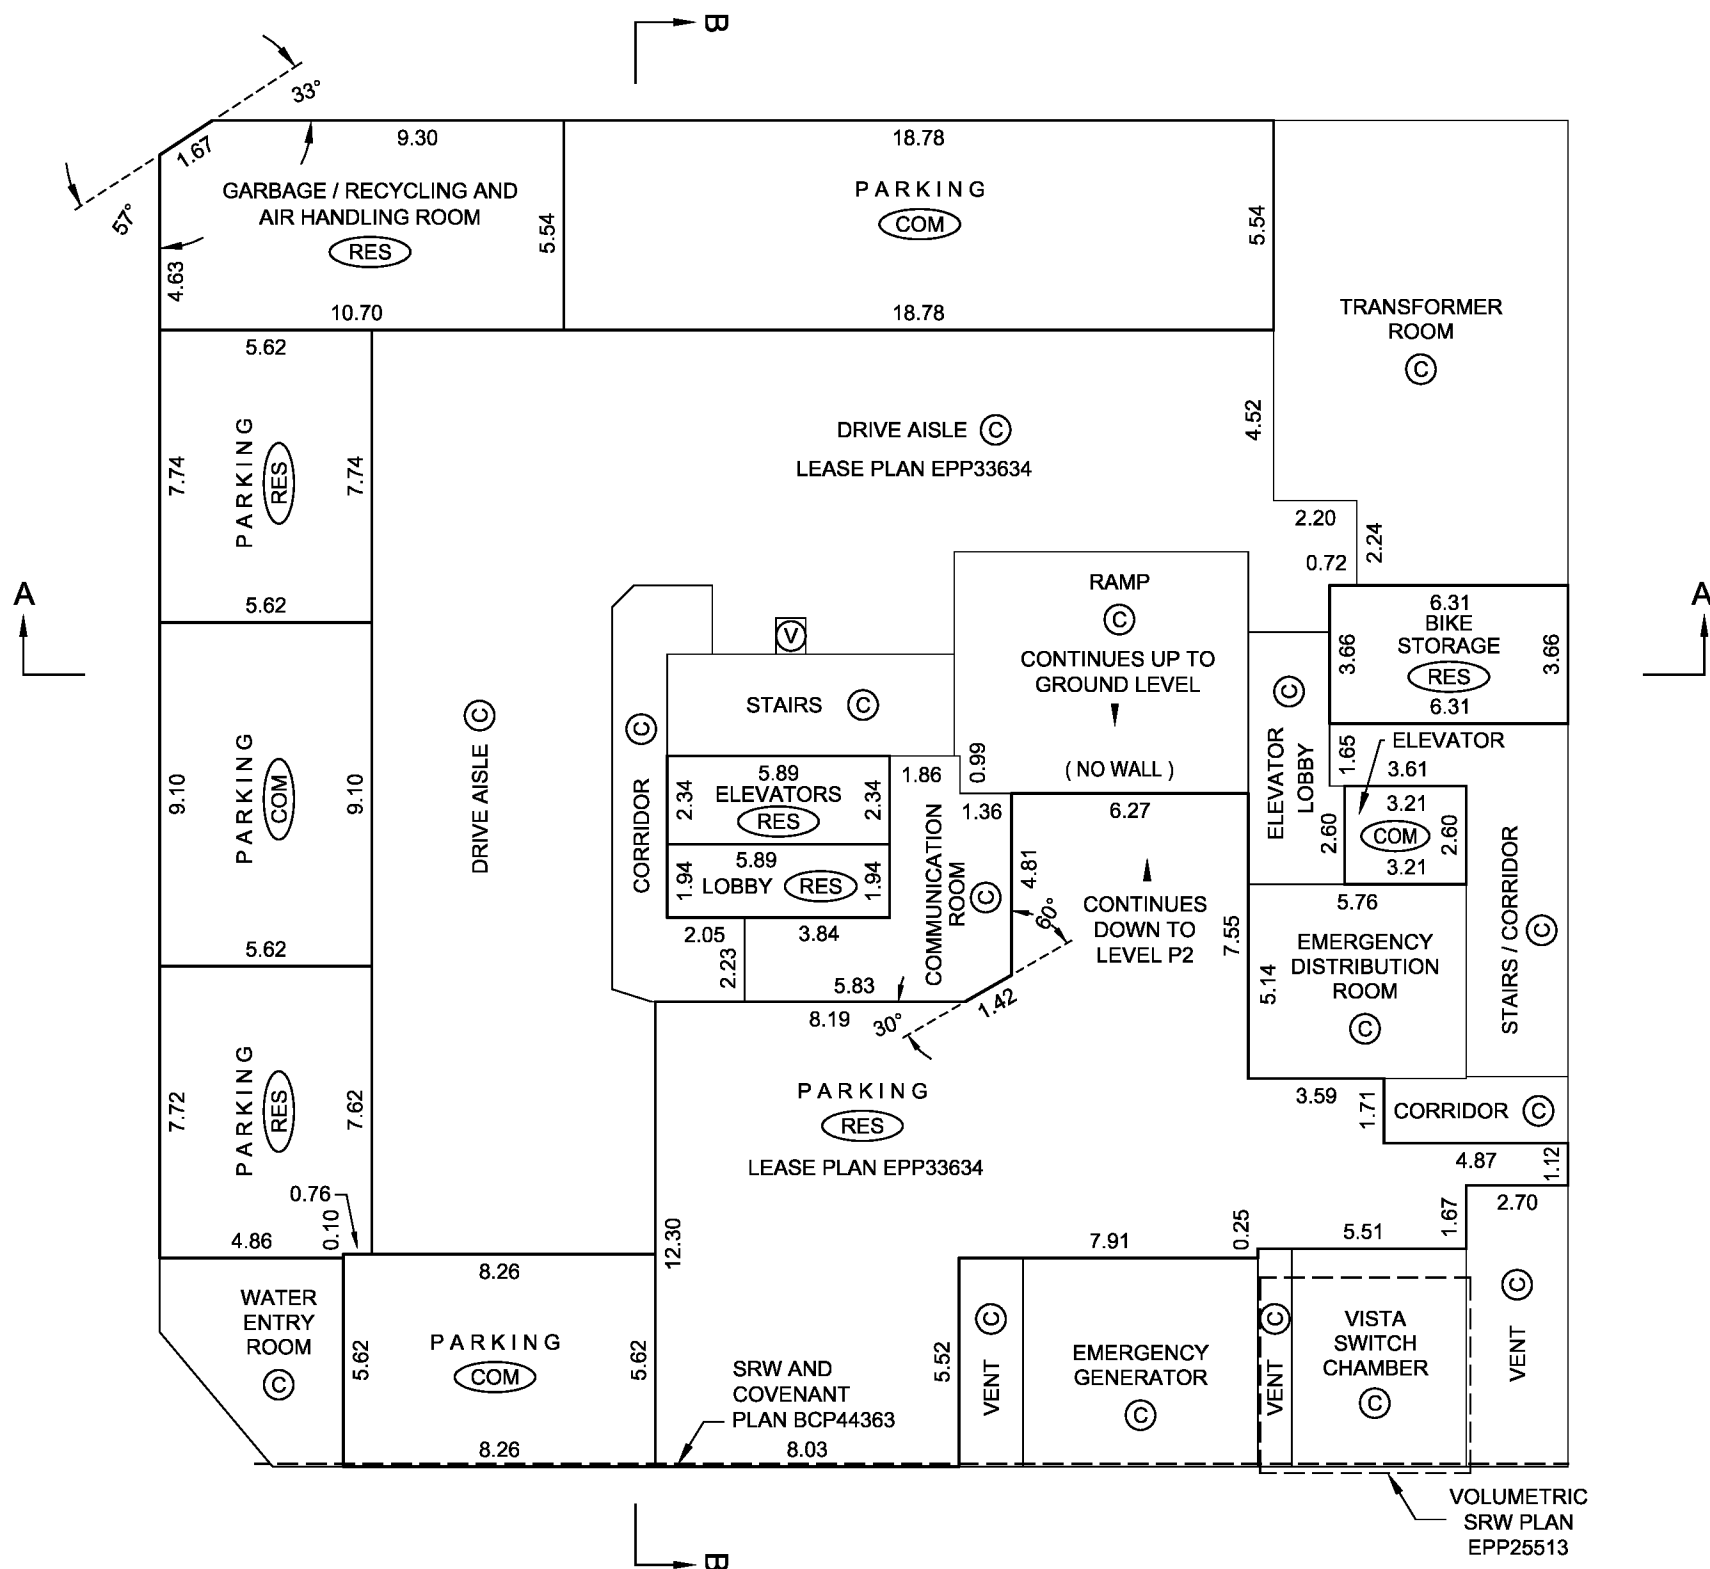 B
33°
1.67
57°
9.30
18.78
GARBAGE / RECYCLING AND
AIR HANDLING ROOM
RES
5.54
4.63
10.70
PARKING
COM
5.54
18.78
TRANSFORMER
ROOM
C
5.62
7.74
PARKING
RES
7.74
5.62
DRIVE AISLE C
LEASE PLAN EPP33634
4.52
2.20
2.24
0.72
A
A
RAMP
C
CONTINUES UP TO
GROUND LEVEL
( NO WALL )
6.31
BIKE
STORAGE
RES
3.66
3.66
6.31
V
STAIRS C
DRIVE AISLE C
CORRIDOR C
9.10
PARKING
COM
9.10
5.62
5.89
ELEVATORS
RES
2.34
2.34
5.89
LOBBY RES
1.94
1.94
1.86
0.99
1.36
COMMUNICATION
ROOM
C
2.05
3.84
2.23
5.83
8.19
30°
1.42
60°
4.81
6.27
CONTINUES
DOWN TO
LEVEL P2
7.55
ELEVATOR
LOBBY
C
1.65
ELEVATOR
3.61
3.21
COM
2.60
2.60
3.21
5.76
EMERGENCY
DISTRIBUTION
ROOM
C
5.14
STAIRS / CORRIDOR C
3.59
1.71
CORRIDOR C
4.87
1.12
7.72
PARKING
RES
7.62
0.76
0.10
4.86
PARKING
RES
LEASE PLAN EPP33634
12.30
7.91
0.25
5.51
1.67
2.70
WATER
ENTRY
ROOM
C
8.26
5.62
PARKING
COM
5.62
8.26
SRW AND
COVENANT
PLAN BCP44363
8.03
5.52
VENT C
EMERGENCY
GENERATOR
C
VENT C
VISTA
SWITCH
CHAMBER
C
VENT C
VOLUMETRIC
SRW PLAN
EPP25513
B